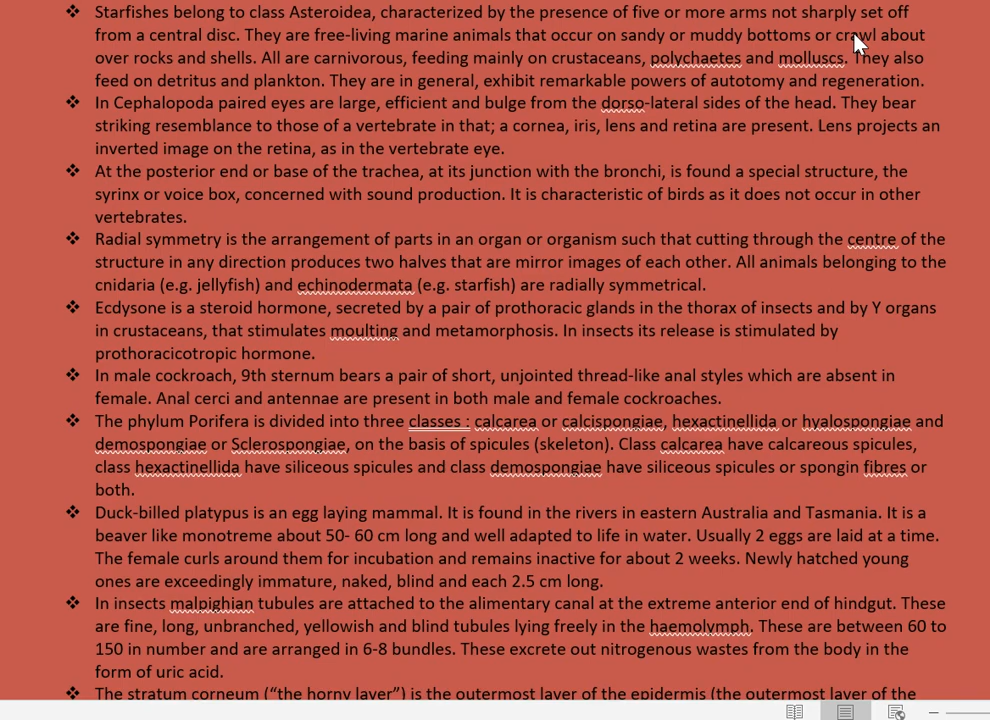 ❖ Starfishes belong to class Asteroidea, characterized by the presence of five or more arms not sharply set off
from a central disc. They are free-living marine animals that occur on sandy or muddy bottoms or crawl about
over rocks and shells. All are carnivorous, feeding mainly on crustaceans, polychaetes and molluscs. They also
feed on detritus and plankton. They are in general, exhibit remarkable powers of autotomy and regeneration.
❖ In Cephalopoda paired eyes are large, efficient and bulge from the dorso-lateral sides of the head. They bear
striking resemblance to those of a vertebrate in that; a cornea, iris, lens and retina are present. Lens projects an
inverted image on the retina, as in the vertebrate eye.
❖ At the posterior end or base of the trachea, at its junction with the bronchi, is found a special structure, the
syrinx or voice box, concerned with sound production. It is characteristic of birds as it does not occur in other
vertebrates.
❖ Radial symmetry is the arrangement of parts in an organ or organism such that cutting through the centre of the
structure in any direction produces two halves that are mirror images of each other. All animals belonging to the
cnidaria (e.g. jellyfish) and echinodermata (e.g. starfish) are radially symmetrical.
❖ Ecdysone is a steroid hormone, secreted by a pair of prothoracic glands in the thorax of insects and by Y organs
in crustaceans, that stimulates moulting and metamorphosis. In insects its release is stimulated by
prothoracicotropic hormone.
❖ In male cockroach, 9th sternum bears a pair of short, unjointed thread-like anal styles which are absent in
female. Anal cerci and antennae are present in both male and female cockroaches.
❖ The phylum Porifera is divided into three classes : calcarea or calcispongiae, hexactinellida or hyalospongiae and
demospongiae or Sclerospongiae, on the basis of spicules (skeleton). Class calcarea have calcareous spicules,
class hexactinellida have siliceous spicules and class demospongiae have siliceous spicules or spongin fibres or
both.
❖ Duck-billed platypus is an egg laying mammal. It is found in the rivers in eastern Australia and Tasmania. It is a
beaver like monotreme about 50- 60 cm long and well adapted to life in water. Usually 2 eggs are laid at a time.
The female curls around them for incubation and remains inactive for about 2 weeks. Newly hatched young
ones are exceedingly immature, naked, blind and each 2.5 cm long.
❖ In insects malpighian tubules are attached to the alimentary canal at the extreme anterior end of hindgut. These
are fine, long, unbranched, yellowish and blind tubules lying freely in the haemolymph. These are between 60 to
150 in number and are arranged in 6-8 bundles. These excrete out nitrogenous wastes from the body in the
form of uric acid.
❖ The stratum corneum (“the horny layer”) is the outermost layer of the epidermis (the outermost layer of the